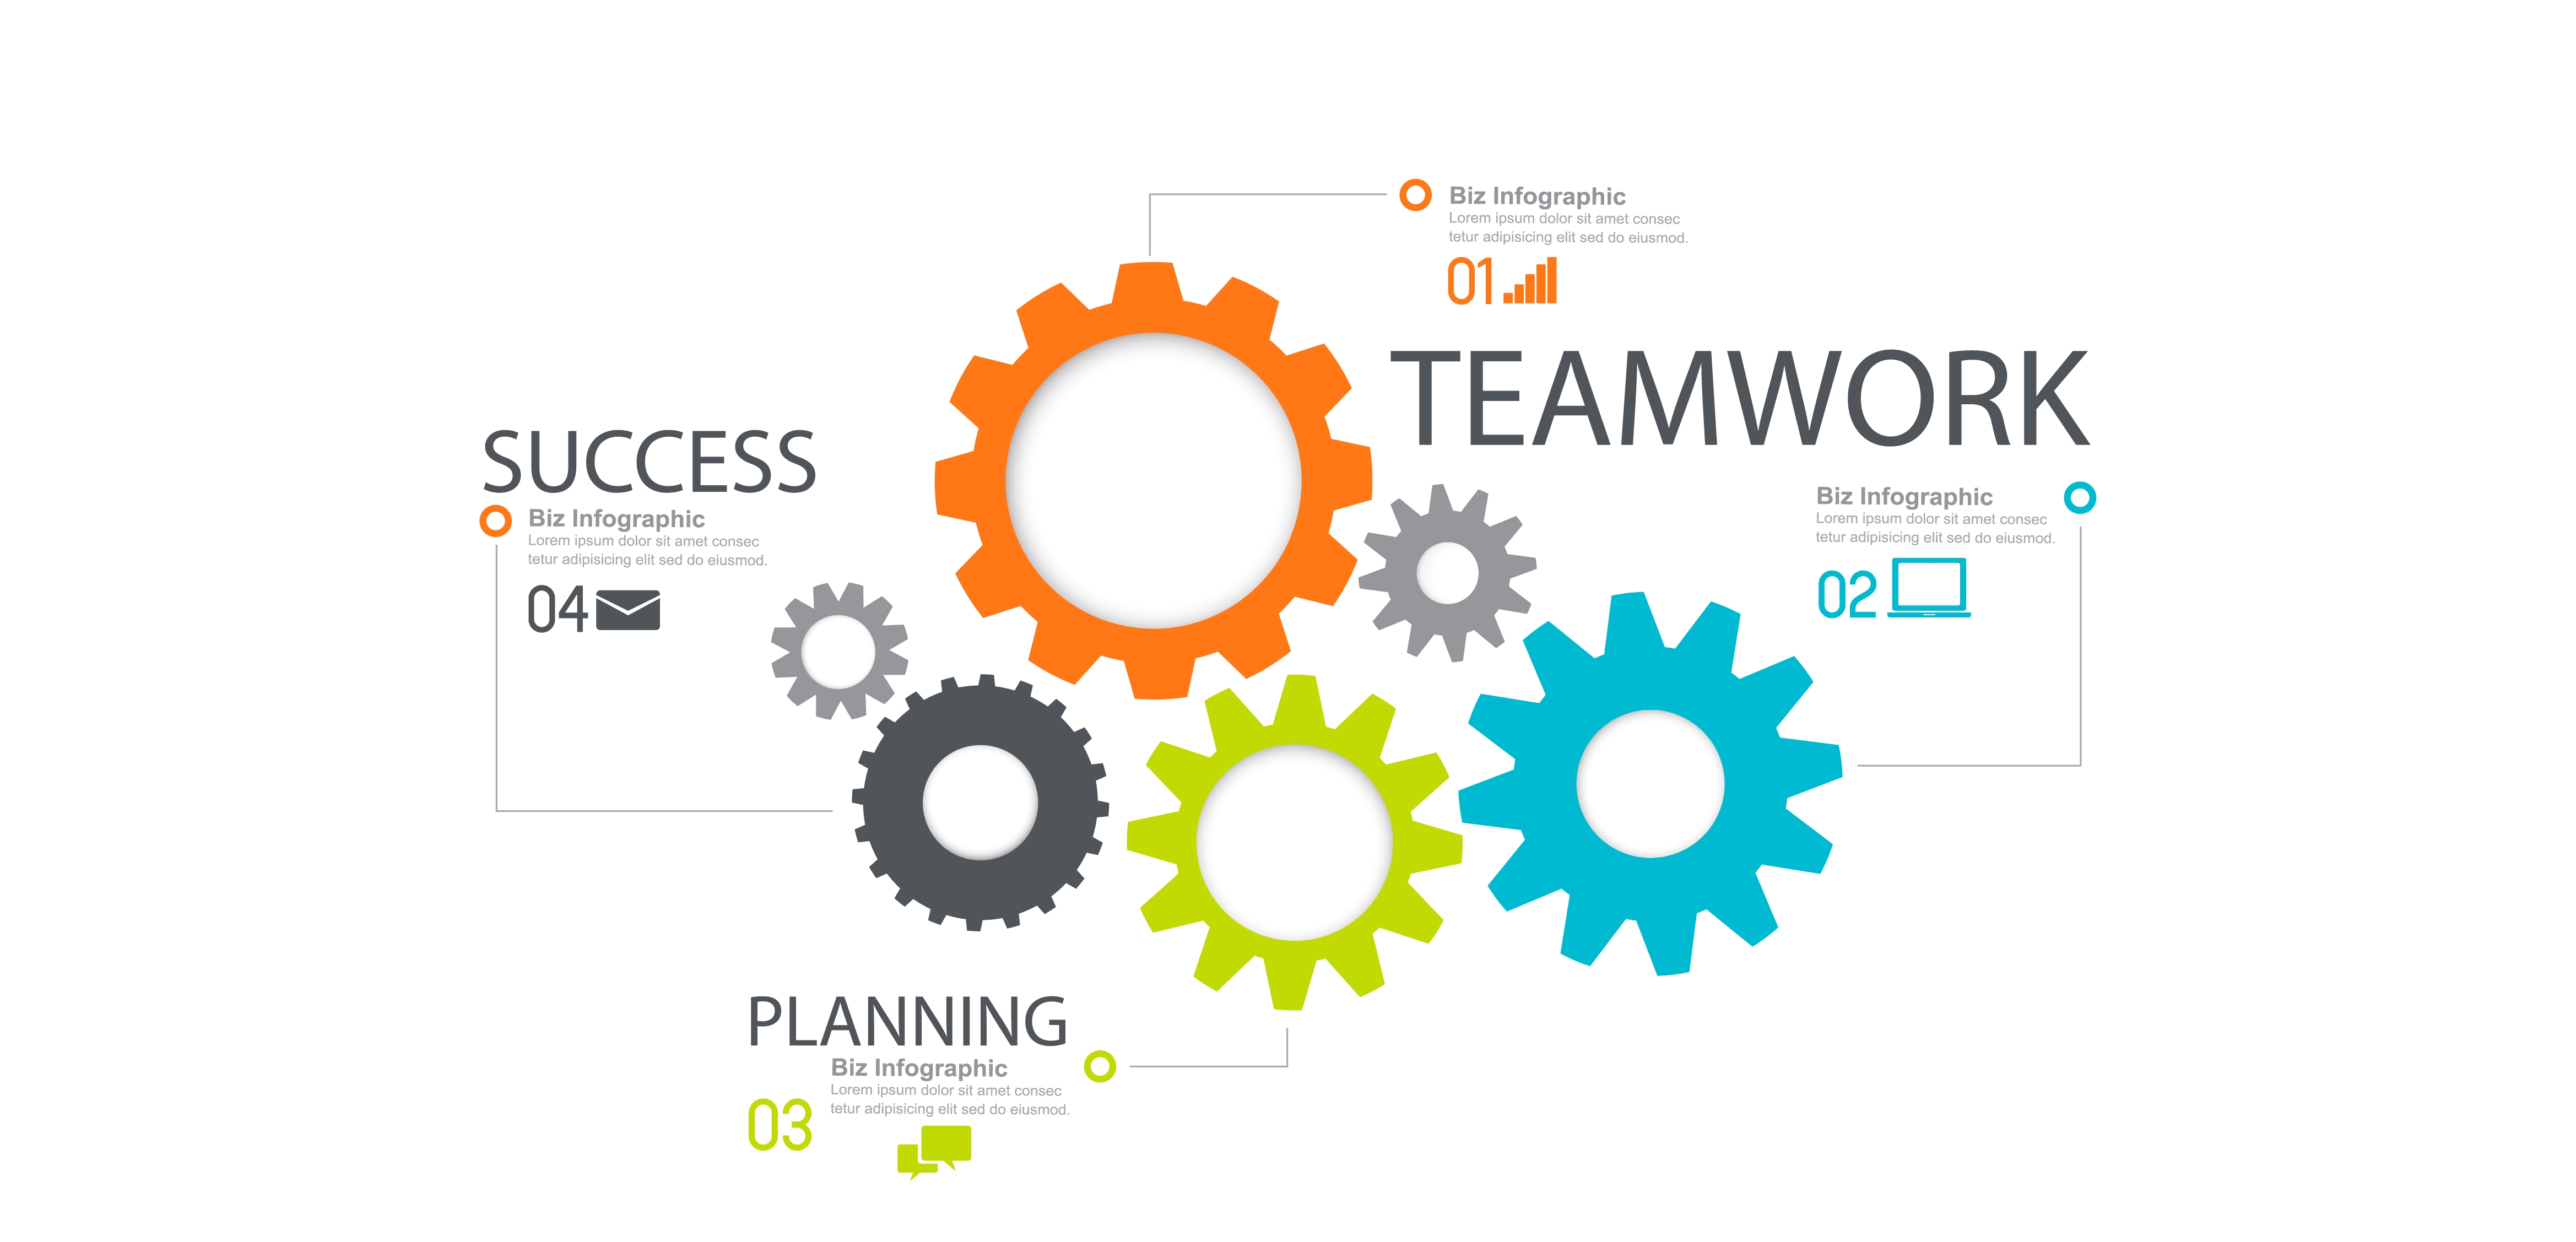 Biz Infographic
Lorem ipsum dolor sit amet consec
tetur adipisicing elit sed do eiusmod.
01
TEAMWORK
Biz Infographic
Lorem ipsum dolor sit amet consec
tetur adipisicing elit sed do eiusmod.
02
SUCCESS
Biz Infographic
Lorem ipsum dolor sit amet consec
tetur adipisicing elit sed do eiusmod.
04
PLANNING
Biz Infographic
Lorem ipsum dolor sit amet consec
tetur adipisicing elit sed do eiusmod.
03